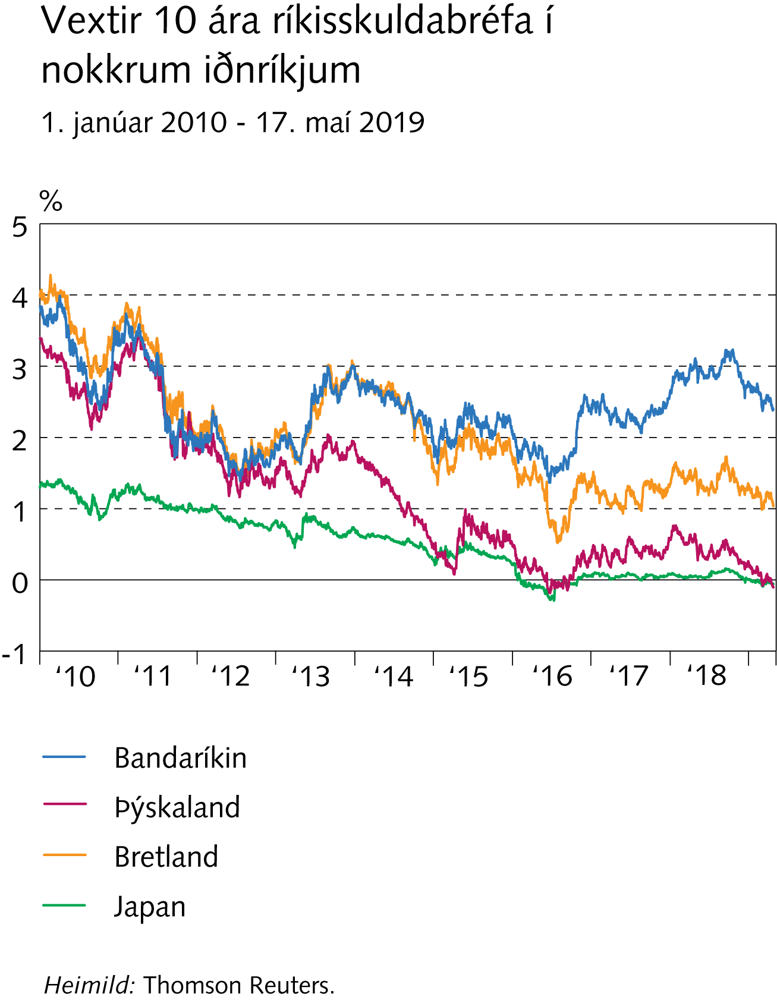 Vextir 10 ára ríkisskuldabréfa í
nokkrum iðnríkjum
1. janúar 2010 - 17. maí 2019
%
5
4
3
2
1
0
-1
‘10 ‘11 ‘12 ‘13 ‘14 ‘15 ‘16 ‘17 ‘18
Bandaríkin
Þýskaland
Bretland
Japan
Heimild: Thomson Reuters.